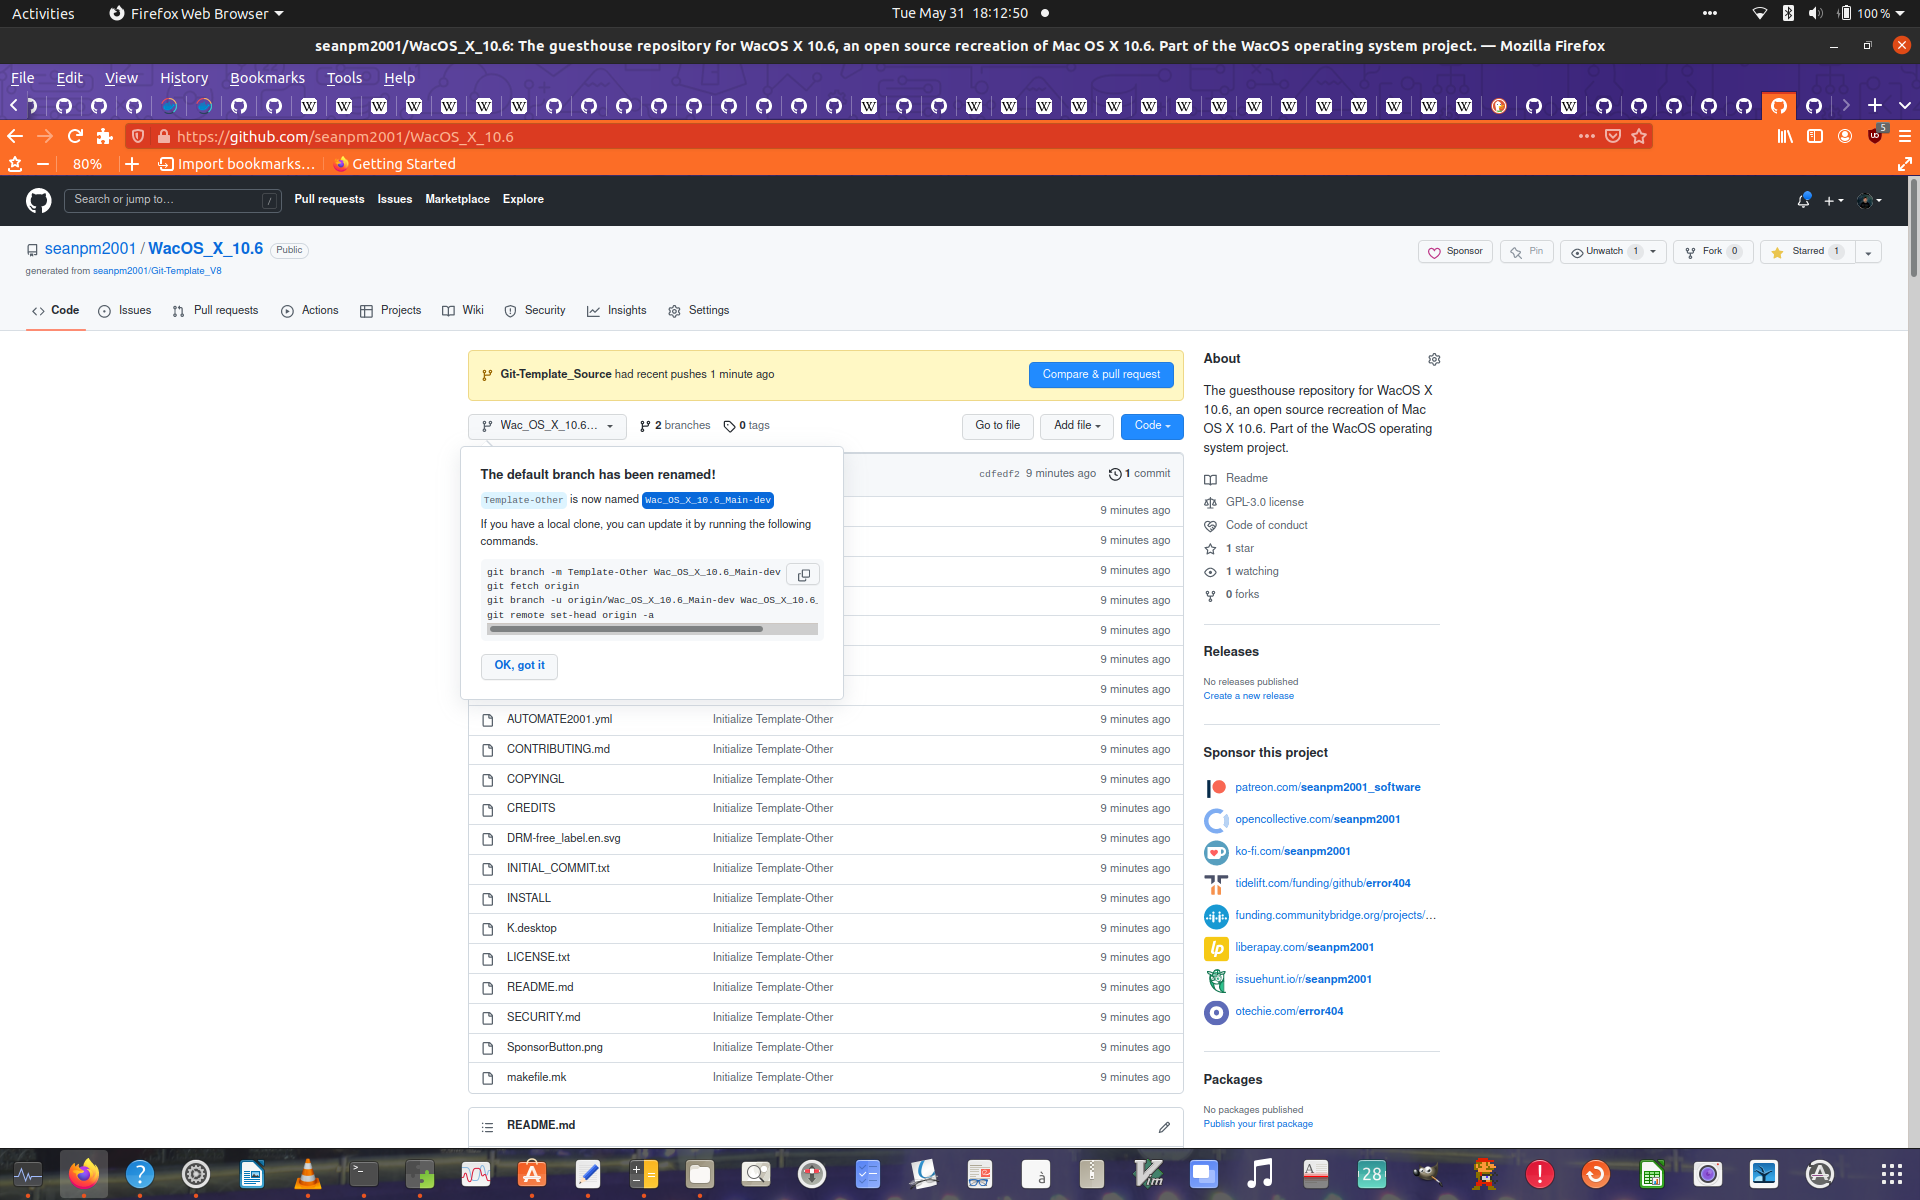 Activities
Firefox Web Browser
Tue May 31  18:12:50
100 %
seanpm2001/WacOS_X_10.6: The guesthouse repository for WacOS X 10.6, an open source recreation of Mac OS X 10.6. Part of the WacOS operating system project. — Mozilla Firefox
File Edit View History Bookmarks Tools Help
https://github.com/seanpm2001/WacOS_X_10.6
5
80%
Import bookmarks…
Getting Started
Search or jump to…
/
Pull requests Issues Marketplace Explore
seanpm2001 / WacOS_X_10.6 Public
Sponsor
Pin
Unwatch 1
Fork 0
Starred 1
generated from seanpm2001/Git-Template_V8
Code Issues Pull requests Actions Projects Wiki Security Insights Settings
Git-Template_Source had recent pushes 1 minute ago
Compare & pull request
Wac_OS_X_10.6…
2 branches
0 tags
Go to file
Add file
Code
The default branch has been renamed!
Template-Other is now named Wac_OS_X_10.6_Main-dev
If you have a local clone, you can update it by running the following
commands.
git branch -m Template-Other Wac_OS_X_10.6_Main-dev
git fetch origin
git branch -u origin/Wac_OS_X_10.6_Main-dev Wac_OS_X_10.6_
git remote set-head origin -a
OK, got it
cdfedf2 9 minutes ago 1 commit
9 minutes ago
9 minutes ago
9 minutes ago
9 minutes ago
9 minutes ago
9 minutes ago
9 minutes ago
AUTOMATE2001.yml Initialize Template-Other 9 minutes ago
CONTRIBUTING.md Initialize Template-Other 9 minutes ago
COPYINGL Initialize Template-Other 9 minutes ago
CREDITS Initialize Template-Other 9 minutes ago
DRM-free_label.en.svg Initialize Template-Other 9 minutes ago
INITIAL_COMMIT.txt Initialize Template-Other 9 minutes ago
INSTALL Initialize Template-Other 9 minutes ago
K.desktop Initialize Template-Other 9 minutes ago
LICENSE.txt Initialize Template-Other 9 minutes ago
README.md Initialize Template-Other 9 minutes ago
SECURITY.md Initialize Template-Other 9 minutes ago
SponsorButton.png Initialize Template-Other 9 minutes ago
makefile.mk Initialize Template-Other 9 minutes ago
README.md
About
The guesthouse repository for WacOS X
10.6, an open source recreation of Mac
OS X 10.6. Part of the WacOS operating
system project.
Readme
GPL-3.0 license
Code of conduct
1 star
1 watching
0 forks
Releases
No releases published
Create a new release
Sponsor this project
patreon.com/seanpm2001_software
opencollective.com/seanpm2001
ko-fi.com/seanpm2001
tidelift.com/funding/github/error404
funding.communitybridge.org/projects/…
liberapay.com/seanpm2001
issuehunt.io/r/seanpm2001
otechie.com/error404
Packages
No packages published
Publish your first package
28